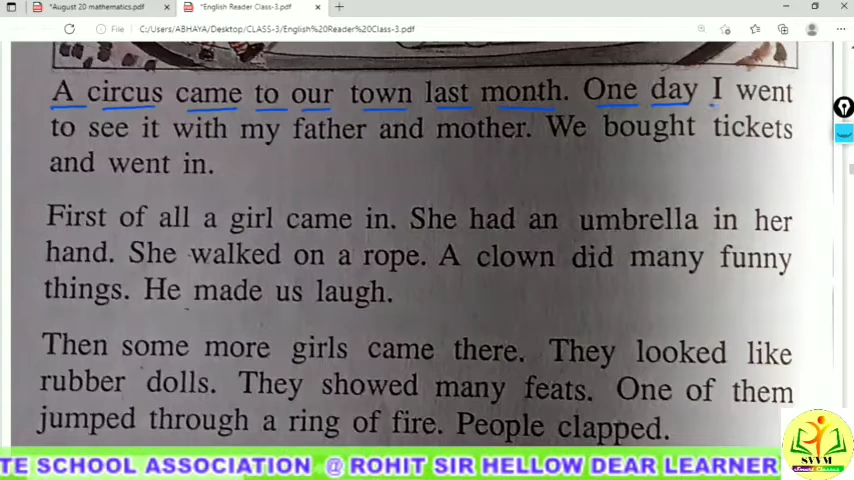 *August 20 mathematics.pdf
*English Reader Class-3.pdf
File C:/Users/ABHAYA/Desktop/CLASS-3/English%20Reader%20Class-3.pdf
A circus came to our town last month. One day I went
to see it with my father and mother. We bought tickets
and went in.
First of all a girl came in. She had an umbrella in her
hand. She walked on a rope. A clown did many funny
things. He made us laugh.
Then some more girls came there. They looked like
rubber dolls. They showed many feats. One of them
jumped through a ring of fire. People clapped.
TE SCHOOL ASSOCIATION @ ROHIT SIR HELLOW DEAR LEARNER
SVVM
Smart Classes